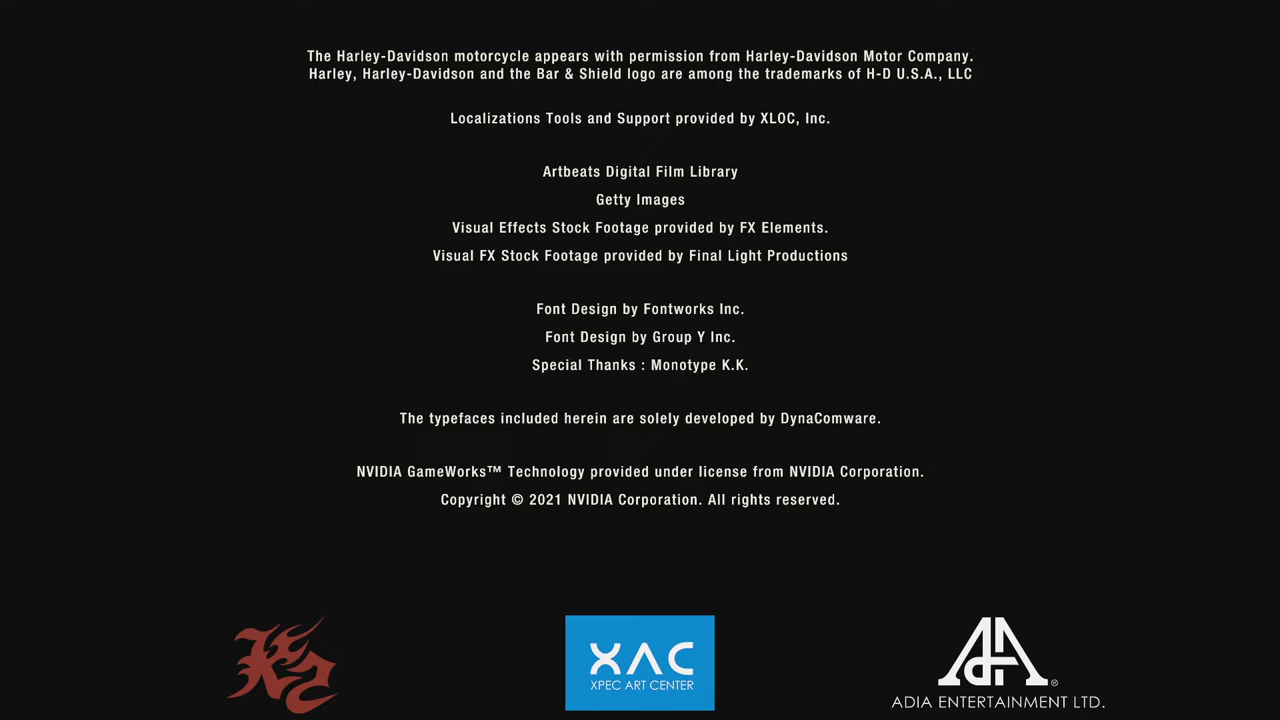 The Harley-Davidson motorcycle appears with permission from Harley-Davidson Motor Company.
Harley, Harley-Davidson and the Bar & Shield logo are among the trademarks of H-D U.S.A., LLC
Localizations Tools and Support provided by XLOC, Inc.
Artbeats Digital Film Library
Getty Images
Visual Effects Stock Footage provided by FX Elements.
Visual FX Stock Footage provided by Final Light Productions
Font Design by Fontworks Inc.
Font Design by Group Y Inc.
Special Thanks : Monotype K.K.
The typefaces included herein are solely developed by DynaComware.
NVIDIA GameWorks™ Technology provided under license from NVIDIA Corporation.
Copyright © 2021 NVIDIA Corporation. All rights reserved.
K2
XAC
XPEC ART CENTER
®
ADIA ENTERTAINMENT LTD.